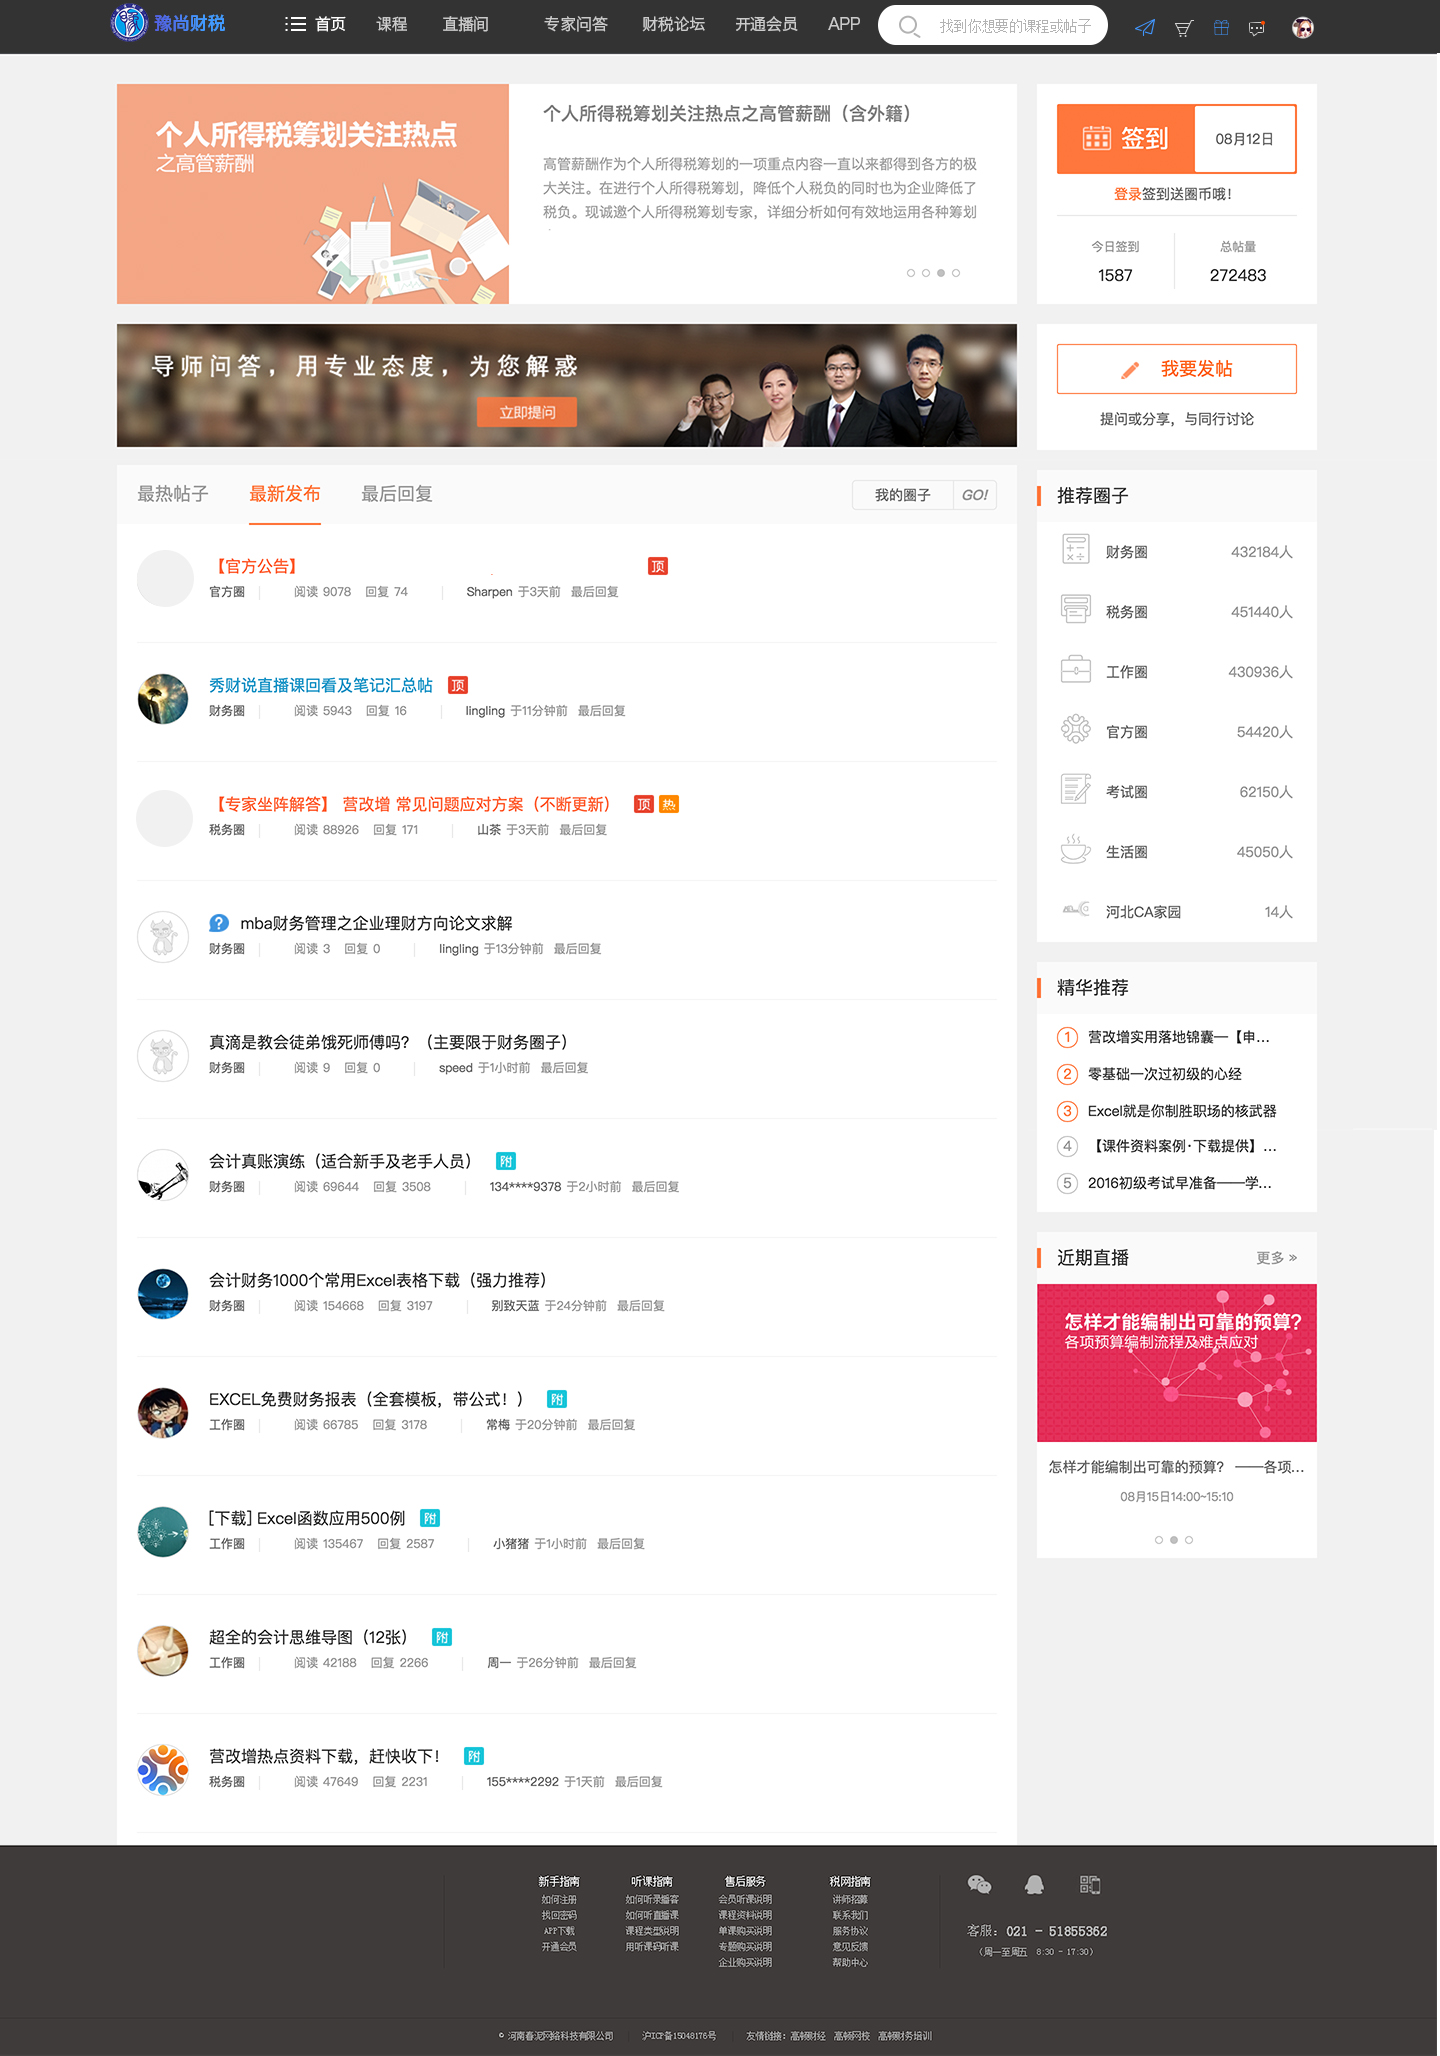 豫尚财税
首页
课程
直播间
专家问答
财税论坛
开通会员
APP
找到你想要的课程或帖子
个人所得税筹划关注热点
之高管薪酬
个人所得税筹划关注热点之高管薪酬（含外籍）
高管薪酬作为个人所得税筹划的一项重点内容一直以来都得到各方的极
大关注。在进行个人所得税筹划，降低个人税负的同时也为企业降低了
税负。现诚邀个人所得税筹划专家，详细分析如何有效地运用各种筹划
签到
08月12日
登录签到送圈币哦！
今日签到
总帖量
1587
272483
导师问答，用专业态度，为您解惑
立即提问
我要发帖
提问或分享，与同行讨论
最热帖子
最新发布
最后回复
我的圈子
GO!
【官方公告】
顶
官方圈 阅读 9078 回复 74 Sharpen 于3天前 最后回复
秀财说直播课回看及笔记汇总帖 顶
财务圈 阅读 5943 回复 16 lingling 于11分钟前 最后回复
【专家坐阵解答】 营改增 常见问题应对方案（不断更新） 顶 热
税务圈 阅读 88926 回复 171 山茶 于3天前 最后回复
? mba财务管理之企业理财方向论文求解
财务圈 阅读 3 回复 0 lingling 于13分钟前 最后回复
真滴是教会徒弟饿死师傅吗？（主要限于财务圈子）
财务圈 阅读 9 回复 0 speed 于1小时前 最后回复
会计真账演练（适合新手及老手人员） 附
财务圈 阅读 69644 回复 3508 134****9378 于2小时前 最后回复
会计财务1000个常用Excel表格下载（强力推荐）
财务圈 阅读 154668 回复 3197 别致天蓝 于24分钟前 最后回复
EXCEL免费财务报表（全套模板，带公式！） 附
工作圈 阅读 66785 回复 3178 常梅 于20分钟前 最后回复
[下载] Excel函数应用500例 附
工作圈 阅读 135467 回复 2587 小猪猪 于1小时前 最后回复
超全的会计思维导图（12张） 附
工作圈 阅读 42188 回复 2266 周一 于26分钟前 最后回复
营改增热点资料下载，赶快收下！ 附
税务圈 阅读 47649 回复 2231 155****2292 于1天前 最后回复
推荐圈子
财务圈 432184人
税务圈 451440人
工作圈 430936人
官方圈 54420人
考试圈 62150人
生活圈 45050人
河北CA家园 14人
精华推荐
1 营改增实用落地锦囊—【申...
2 零基础一次过初级的心经
3 Excel就是你制胜职场的核武器
4 【课件资料案例·下载提供】...
5 2016初级考试早准备——学...
近期直播
更多 »
怎样才能编制出可靠的预算？
各项预算编制流程及难点应对
怎样才能编制出可靠的预算？ ——各项...
08月15日14:00~15:10
新手指南
如何注册
找回密码
APP下载
开通会员
听课指南
如何听录播客
如何听直播课
课程类型说明
用听课码听课
售后服务
会员听课说明
课程资料说明
单课购买说明
专题购买说明
企业购买说明
税网指南
讲师招募
联系我们
服务协议
意见反馈
帮助中心
客服：021 - 51855362
（周一至周五 8:30 - 17:30）
© 河南春泥网络科技有限公司
沪ICP备15048176号
友情链接：高顿财经 高顿网校 高顿财务培训